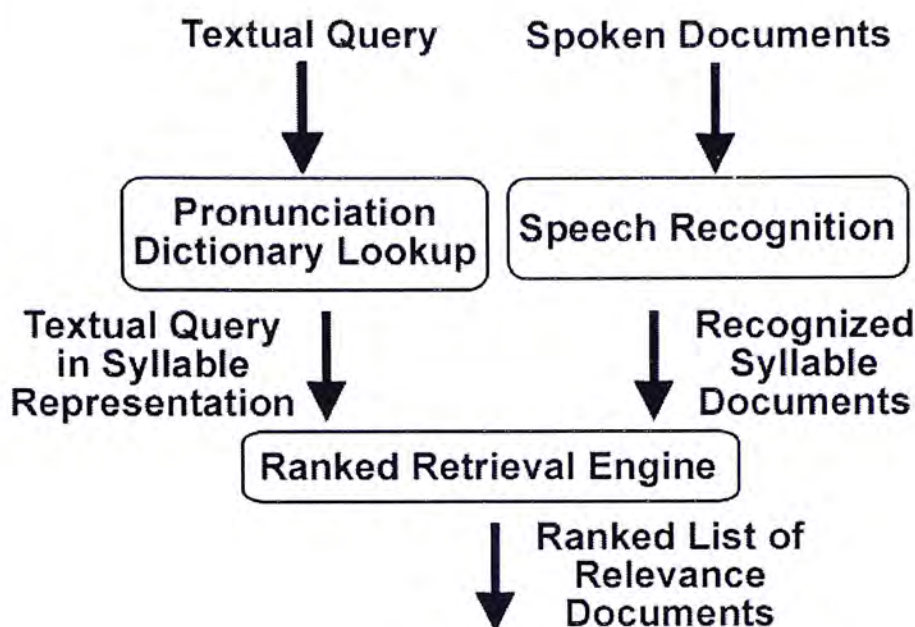 Textual Query
Spoken Documents
Pronunciation
Dictionary Lookup
Speech Recognition
Textual Query
in Syllable
Representation
Recognized
Syllable
Documents
Ranked Retrieval Engine
Ranked List of
Relevance
Documents